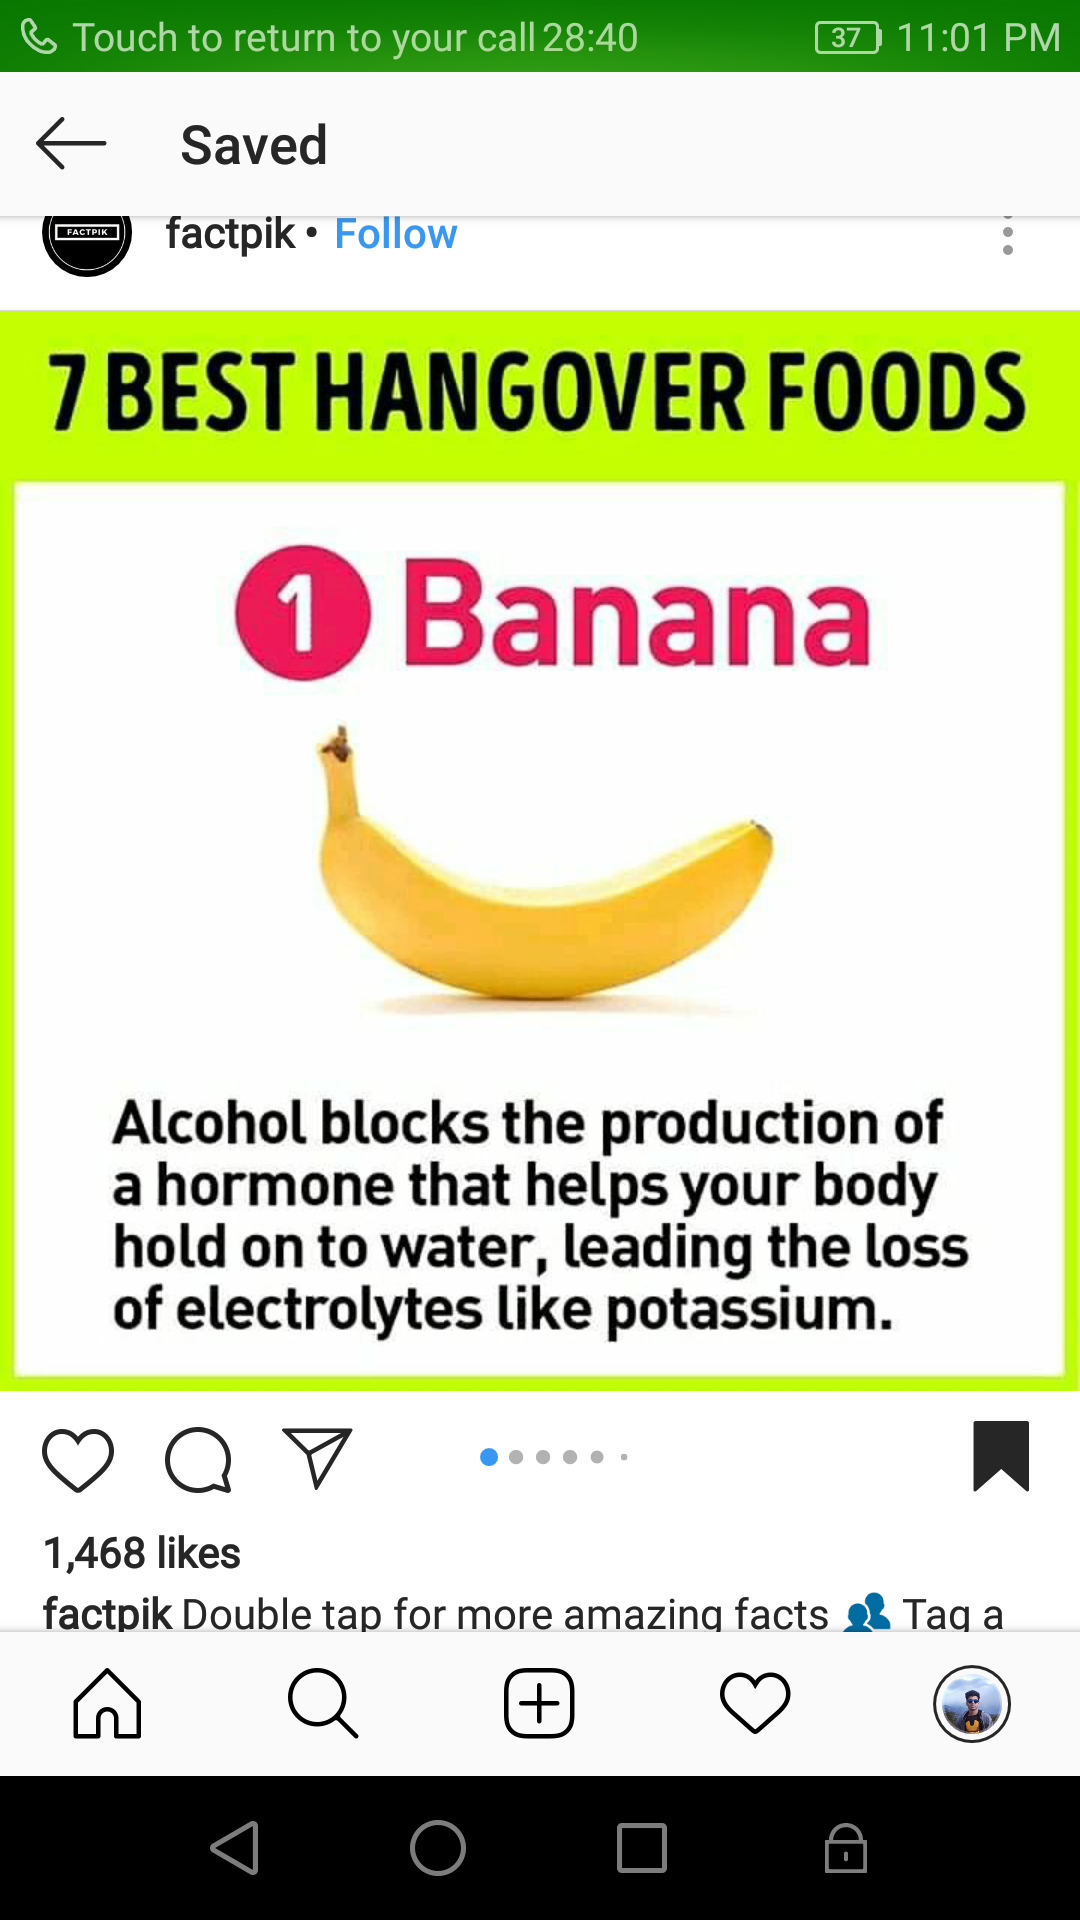 Touch to return to your call 28:40 37 11:01 PM
Saved
FACTPIK factpik • Follow
7 BEST HANGOVER FOODS
1 Banana
Alcohol blocks the production of
a hormone that helps your body
hold on to water, leading the loss
of electrolytes like potassium.
1,468 likes
factpik Double tap for more amazing facts 👥 Tag a